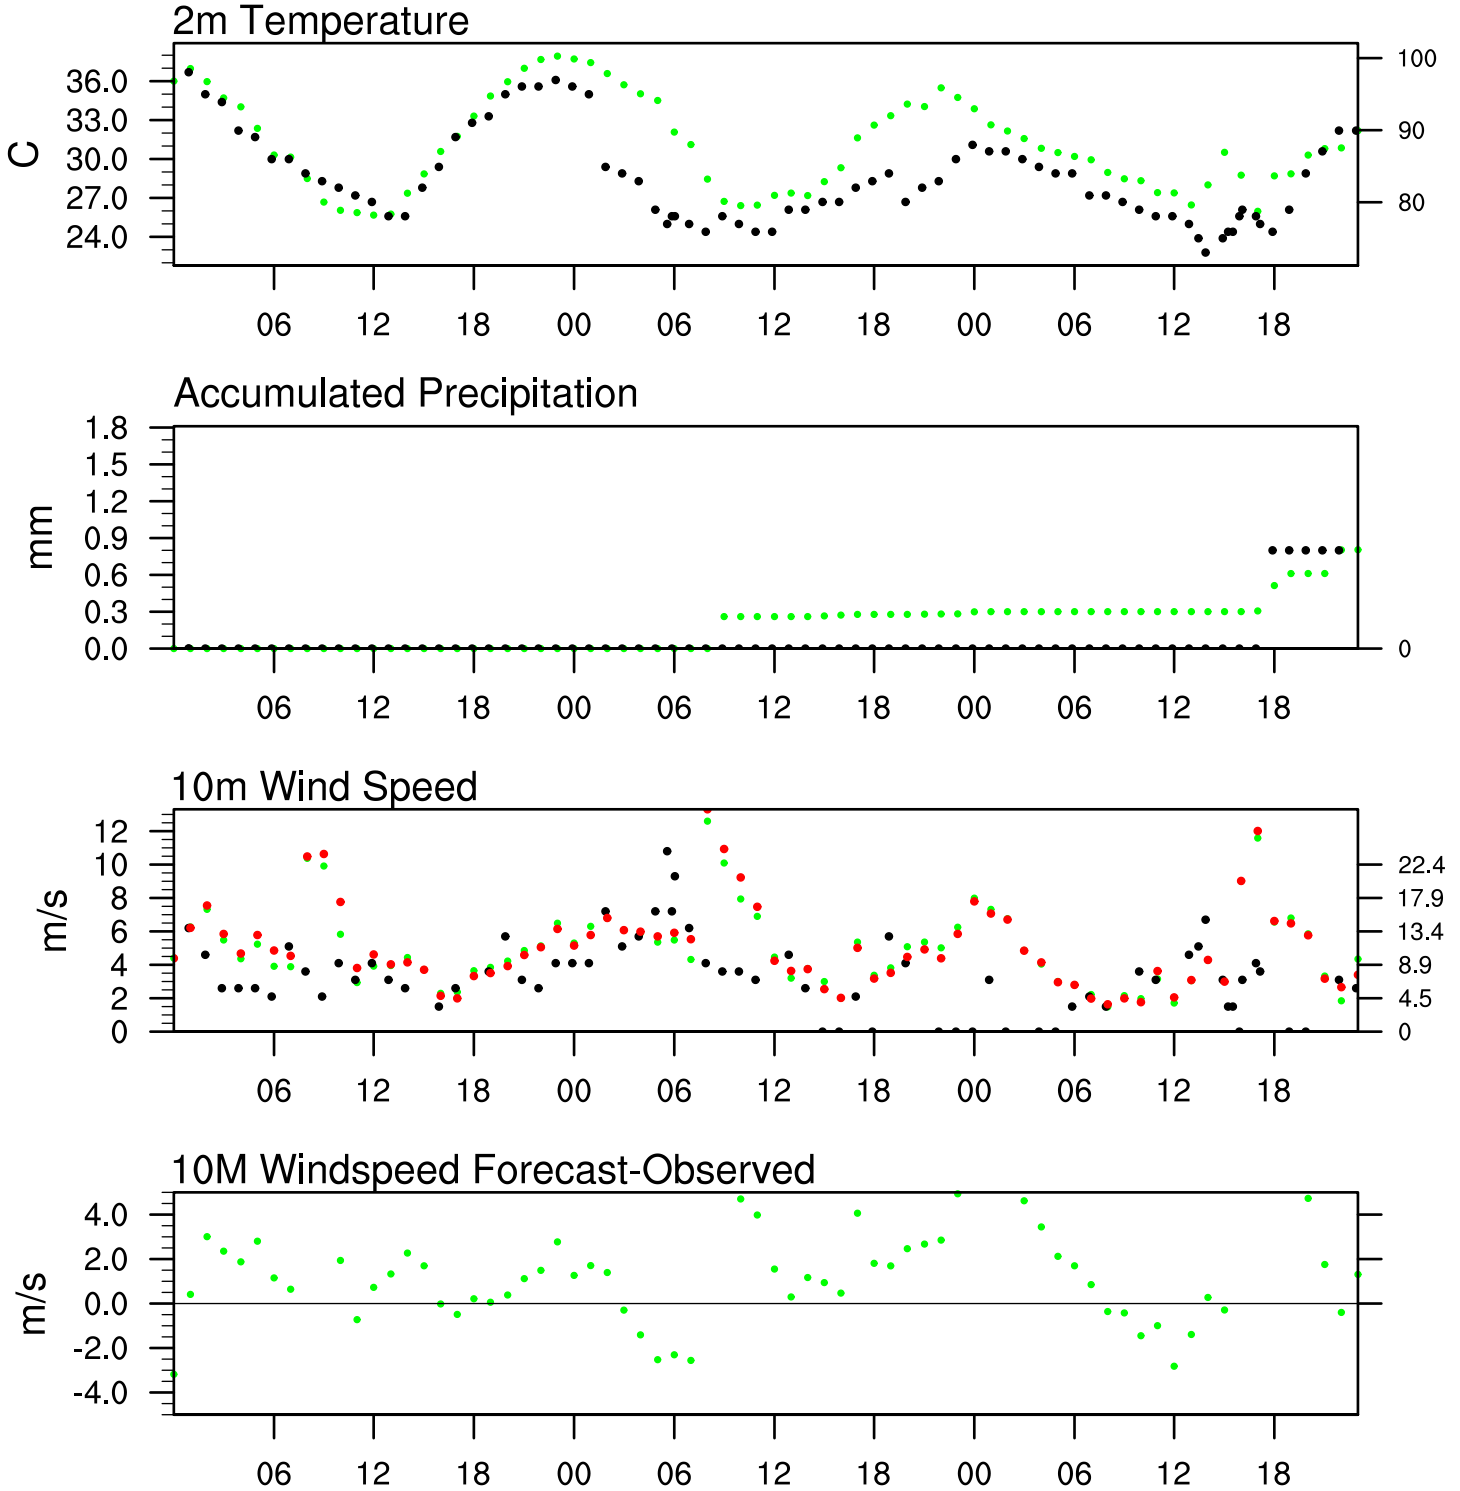 2m Temperature
C
36.0
33.0
30.0
27.0
24.0
100
90
80
06 12 18 00 06 12 18 00 06 12 18
Accumulated Precipitation
mm
1.8
1.5
1.2
0.9
0.6
0.3
0.0
0
06 12 18 00 06 12 18 00 06 12 18
10m Wind Speed
m/s
12
10
8
6
4
2
0
22.4
17.9
13.4
8.9
4.5
0
06 12 18 00 06 12 18 00 06 12 18
10M Windspeed Forecast-Observed
m/s
4.0
2.0
0.0
-2.0
-4.0
06 12 18 00 06 12 18 00 06 12 18